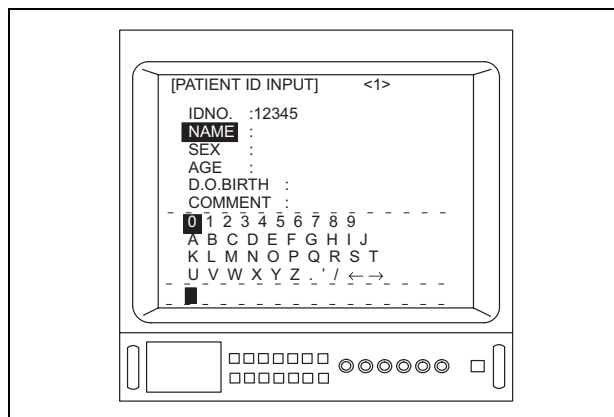 [PATIENT ID INPUT] <1>
IDNO. :12345
NAME :
SEX :
AGE :
D.O.BIRTH :
COMMENT :
0 1 2 3 4 5 6 7 8 9
A B C D E F G H I J
K L M N O P Q R S T
U V W X Y Z . ' / ← →